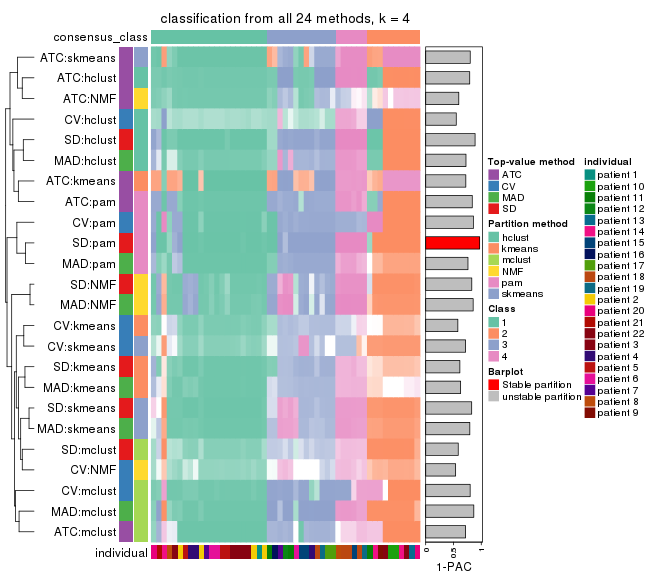 classification from all 24 methods, k = 4
consensus_class
ATC:skmeans
ATC:hclust
ATC:NMF
CV:hclust
SD:hclust
MAD:hclust
ATC:kmeans
ATC:pam
CV:pam
SD:pam
MAD:pam
SD:NMF
MAD:NMF
CV:kmeans
CV:skmeans
SD:kmeans
MAD:kmeans
SD:skmeans
MAD:skmeans
SD:mclust
CV:NMF
CV:mclust
MAD:mclust
ATC:mclust
individual
0
0.5
1
1-PAC
Top-value method
ATC
CV
MAD
SD
Partition method
hclust
kmeans
mclust
NMF
pam
skmeans
Class
1
2
3
4
Barplot
Stable partition
unstable partition
individual
patient 1
patient 10
patient 11
patient 12
patient 13
patient 14
patient 15
patient 16
patient 17
patient 18
patient 19
patient 2
patient 20
patient 21
patient 22
patient 3
patient 4
patient 5
patient 6
patient 7
patient 8
patient 9